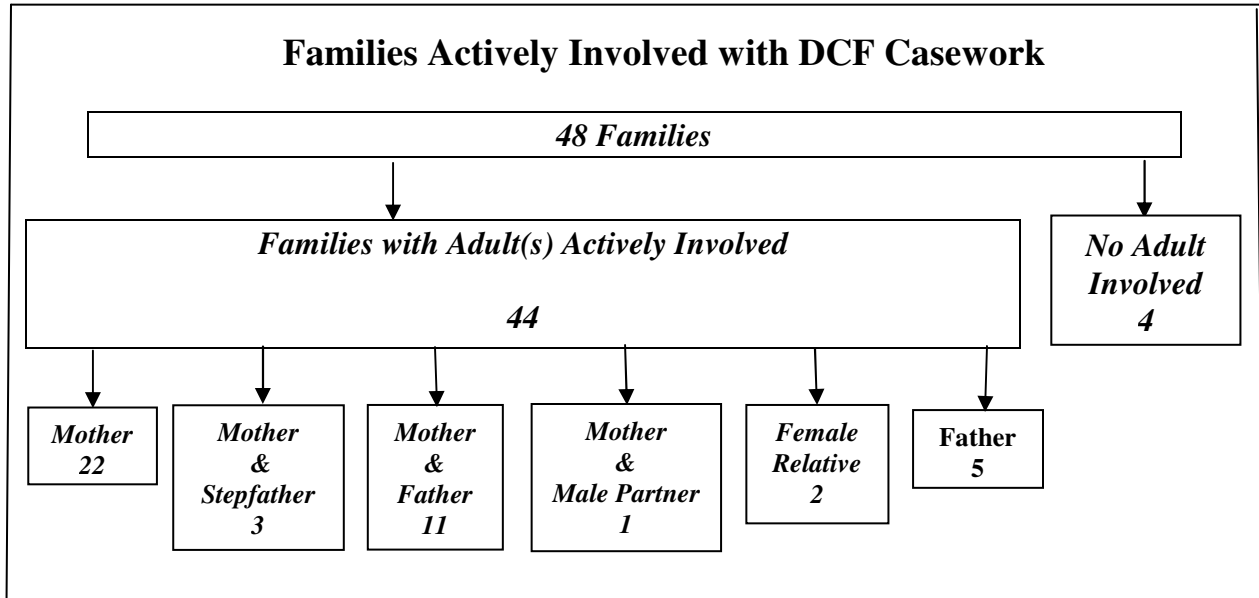 Families Actively Involved with DCF Casework
48 Families
Families with Adult(s) Actively Involved
44
No Adult
Involved
4
Mother
22
Mother
&
Stepfather
3
Mother
&
Father
11
Mother
&
Male Partner
1
Female
Relative
2
Father
5